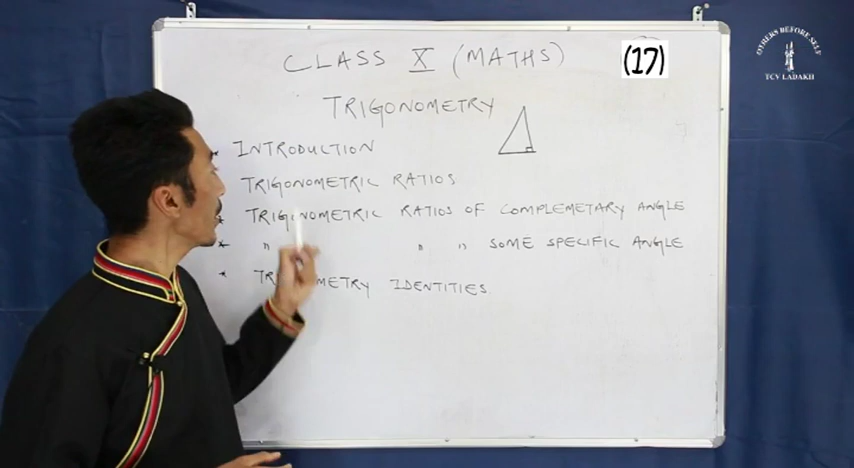 CLASS X (MATHS)
(17)
OTHERS BEFORE SELF
TCV LADAKH
TRIGONOMETRY
* INTRODUCTION
TRIGONOMETRIC RATIOS
* TRIGONOMETRIC RATIOS OF COMPLEMETARY ANGLE
* " " " SOME SPECIFIC ANGLE
* IDENTITIES